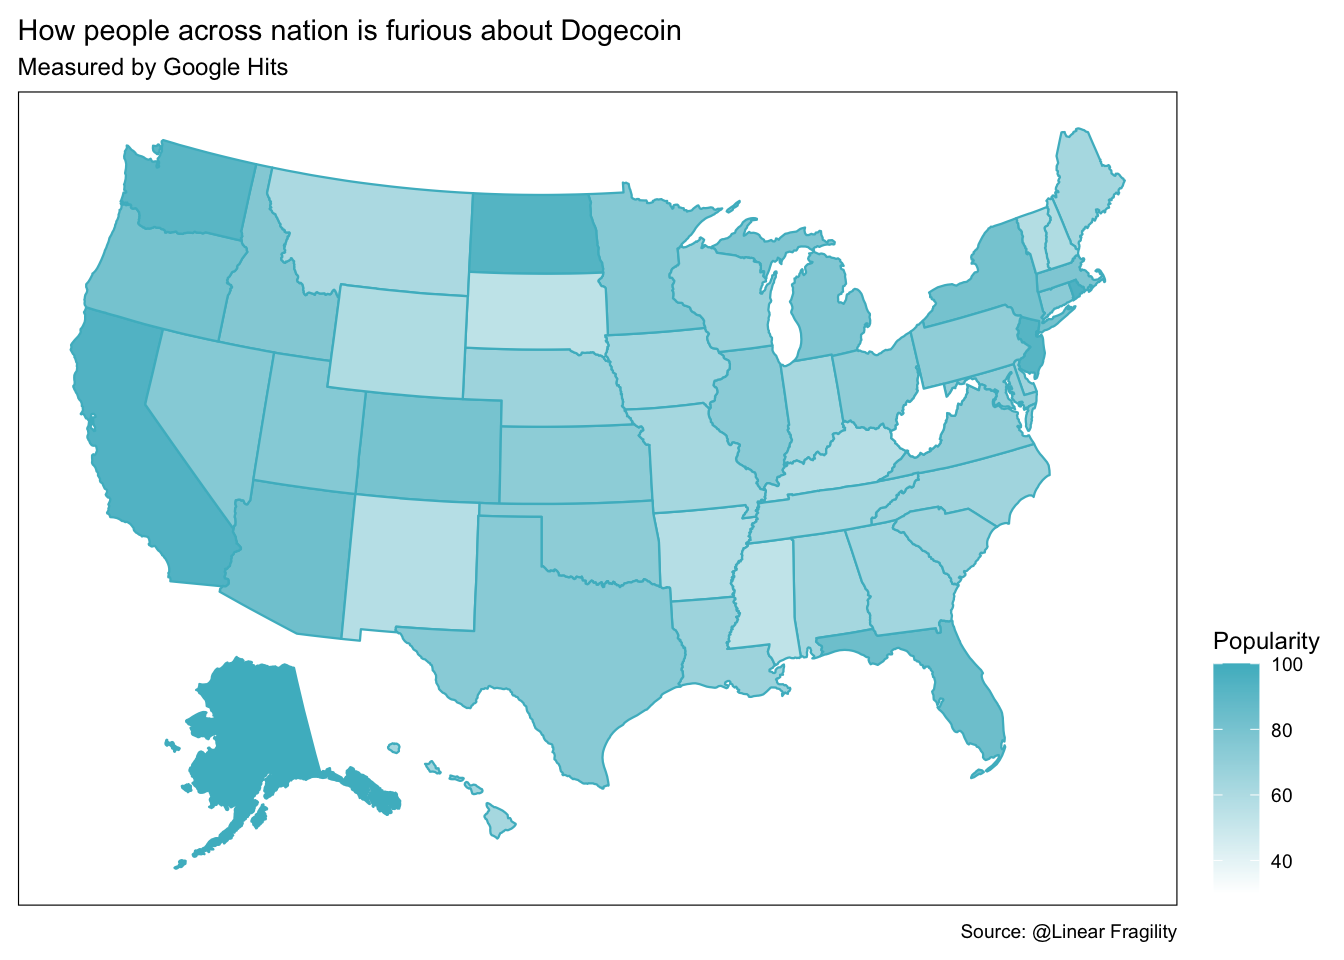 How people across nation is furious about Dogecoin
Measured by Google Hits
Popularity
100
80
60
40
Source: @Linear Fragility